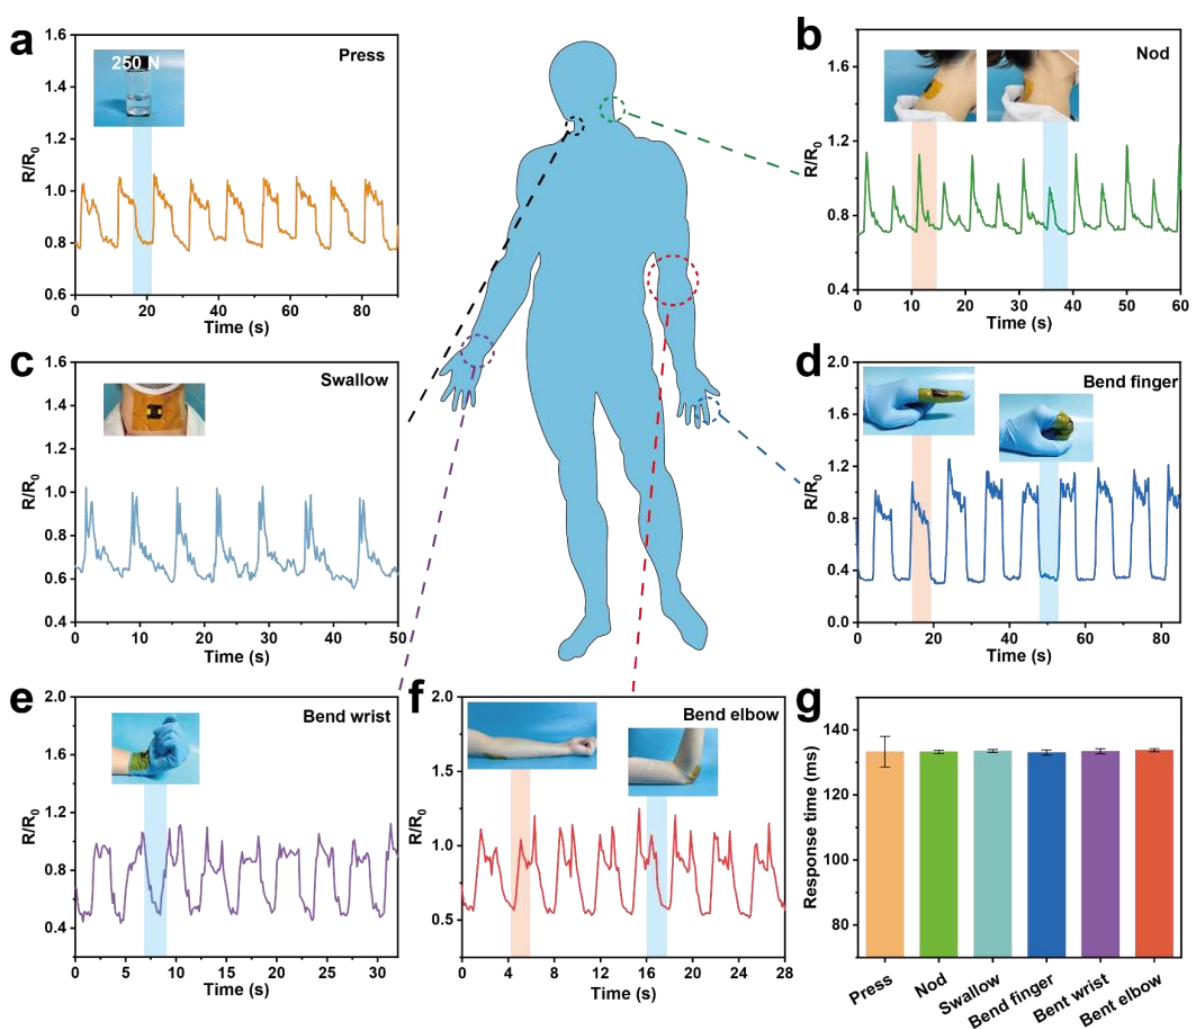 a
Press
250 N
R/R0
1.6
1.4
1.2
1.0
0.8
0.6
0 20 40 60 80
Time (s)
b
Nod
R/R0
1.6
1.2
0.8
0.4
0 10 20 30 40 50 60
Time (s)
c
Swallow
R/R0
1.6
1.4
1.2
1.0
0.8
0.6
0.4
0 10 20 30 40 50
Time (s)
d
Bend finger
R/R0
2.0
1.6
1.2
0.8
0.4
0.0
0 20 40 60 80
Time (s)
e
Bend wrist
R/R0
2.0
1.6
1.2
0.8
0.4
0 5 10 15 20 25 30
Time (s)
f
Bend elbow
R/R0
2.0
1.5
1.0
0.5
0 4 8 12 16 20 24 28
Time (s)
g
Response time (ms)
140
120
100
80
Press
Nod
Swallow
Bend finger
Bent wrist
Bent elbow